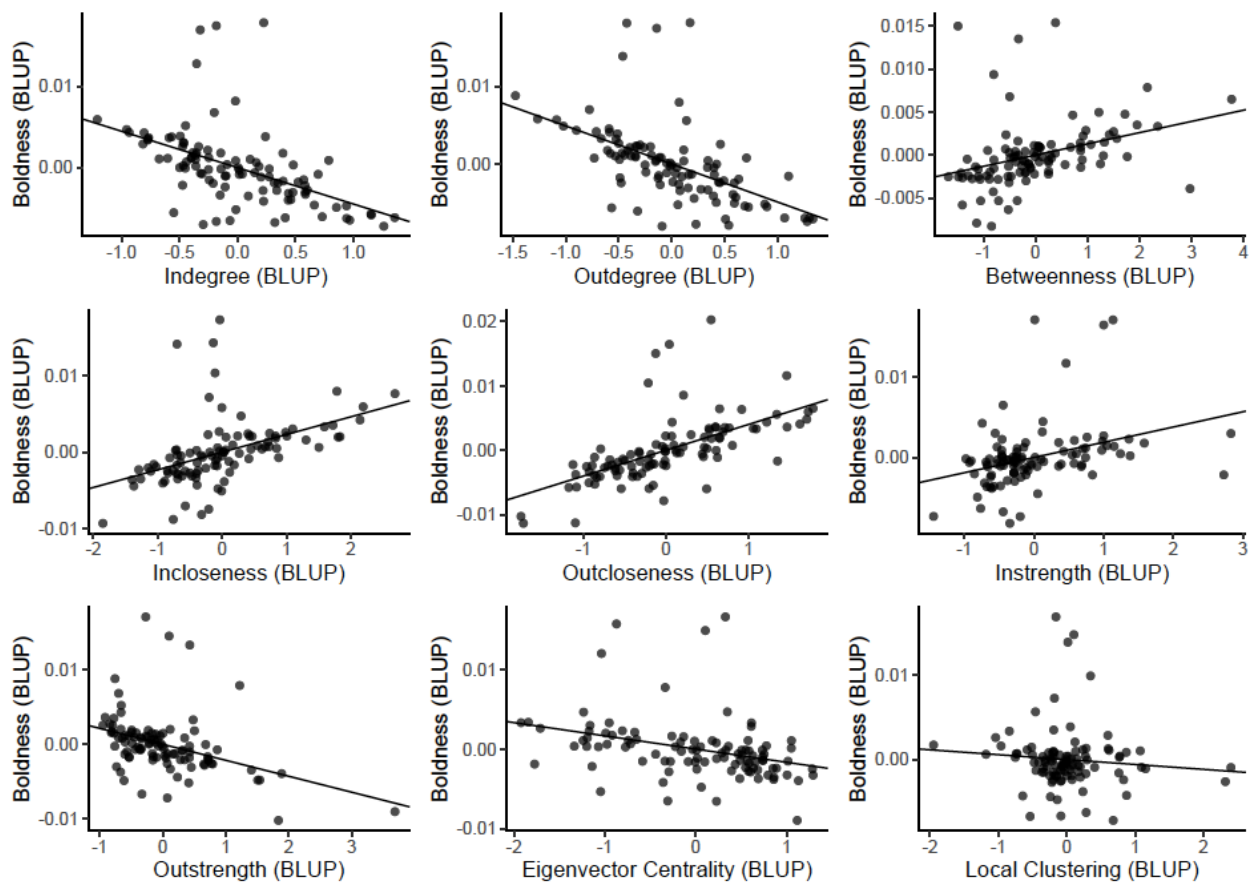 Boldness (BLUP)
0.01
0.00
-1.0 -0.5 0.0 0.5 1.0
Indegree (BLUP)
Boldness (BLUP)
0.01
0.00
-1.5 -1.0 -0.5 0.0 0.5 1.0 1.5
Outdegree (BLUP)
Boldness (BLUP)
0.015
0.010
0.005
0.000
-0.005
-1 0 1 2 3 4
Betweenness (BLUP)
Boldness (BLUP)
0.01
0.00
-0.01
-2 -1 0 1 2
Incloseness (BLUP)
Boldness (BLUP)
0.02
0.01
0.00
-0.01
-1 0 1
Outcloseness (BLUP)
Boldness (BLUP)
0.01
0.00
-1 0 1 2 3
Instrength (BLUP)
Boldness (BLUP)
0.01
0.00
-0.01
-1 0 1 2 3
Outstrength (BLUP)
Boldness (BLUP)
0.01
0.00
-0.01
-2 -1 0 1
Eigenvector Centrality (BLUP)
Boldness (BLUP)
0.01
0.00
-2 -1 0 1 2
Local Clustering (BLUP)